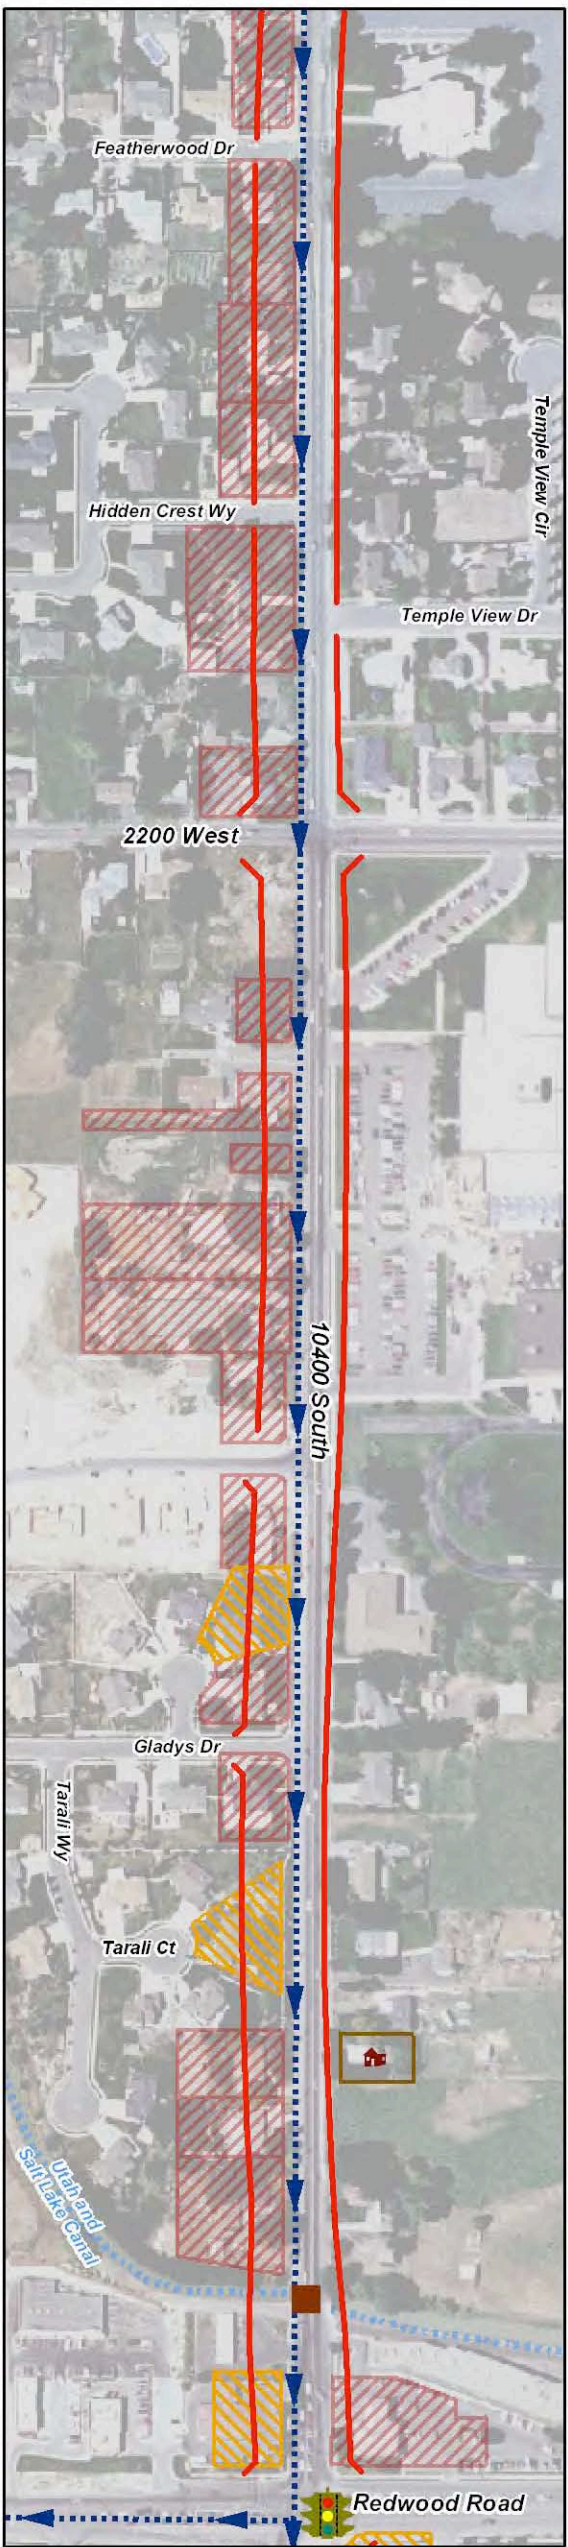 Featherwood Dr
Temple View Cir
Hidden Crest Wy
Temple View Dr
2200 West
10400 South
Gladys Dr
Tarali Wy
Tarali Ct
Utah and
Salt Lake Canal
Redwood Road